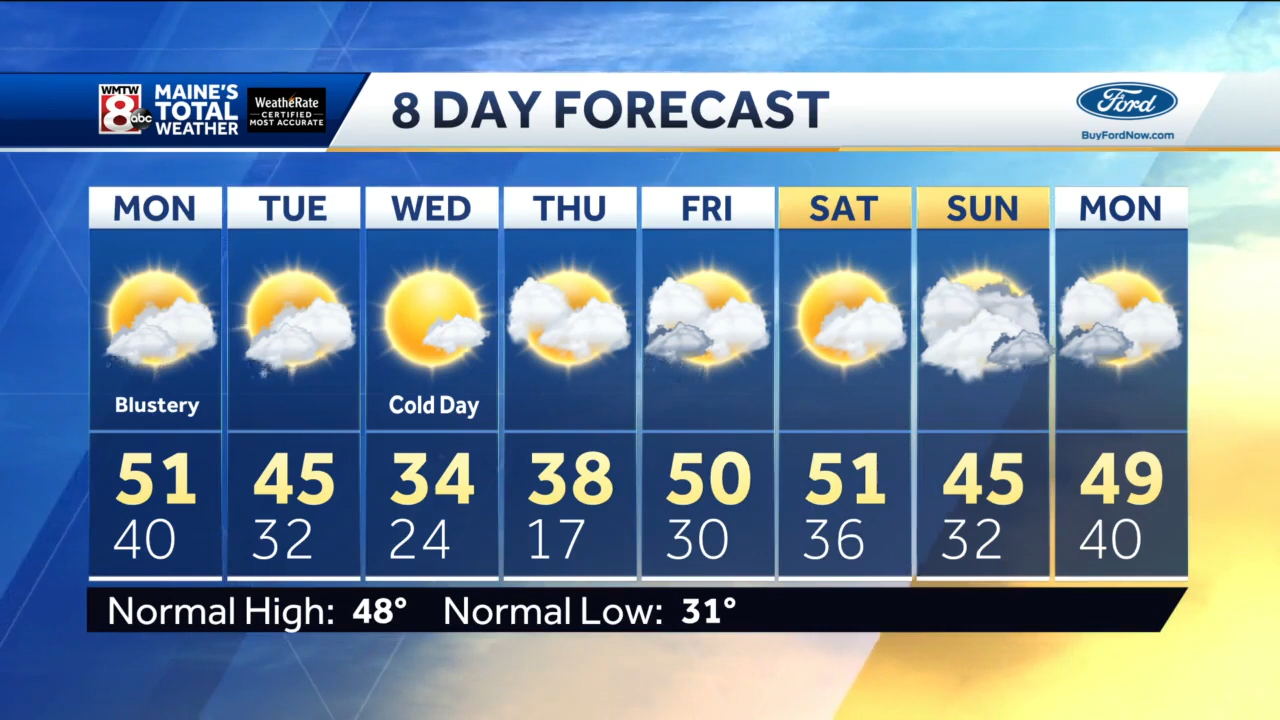 WMTW
8
abc
MAINE'S
TOTAL
WEATHER
WeatheRate
CERTIFIED
MOST ACCURATE
8 DAY FORECAST
Ford
BuyFordNow.com
MON TUE WED THU FRI SAT SUN MON
Blustery Cold Day
51 45 34 38 50 51 45 49
40 32 24 17 30 36 32 40
Normal High: 48° Normal Low: 31°